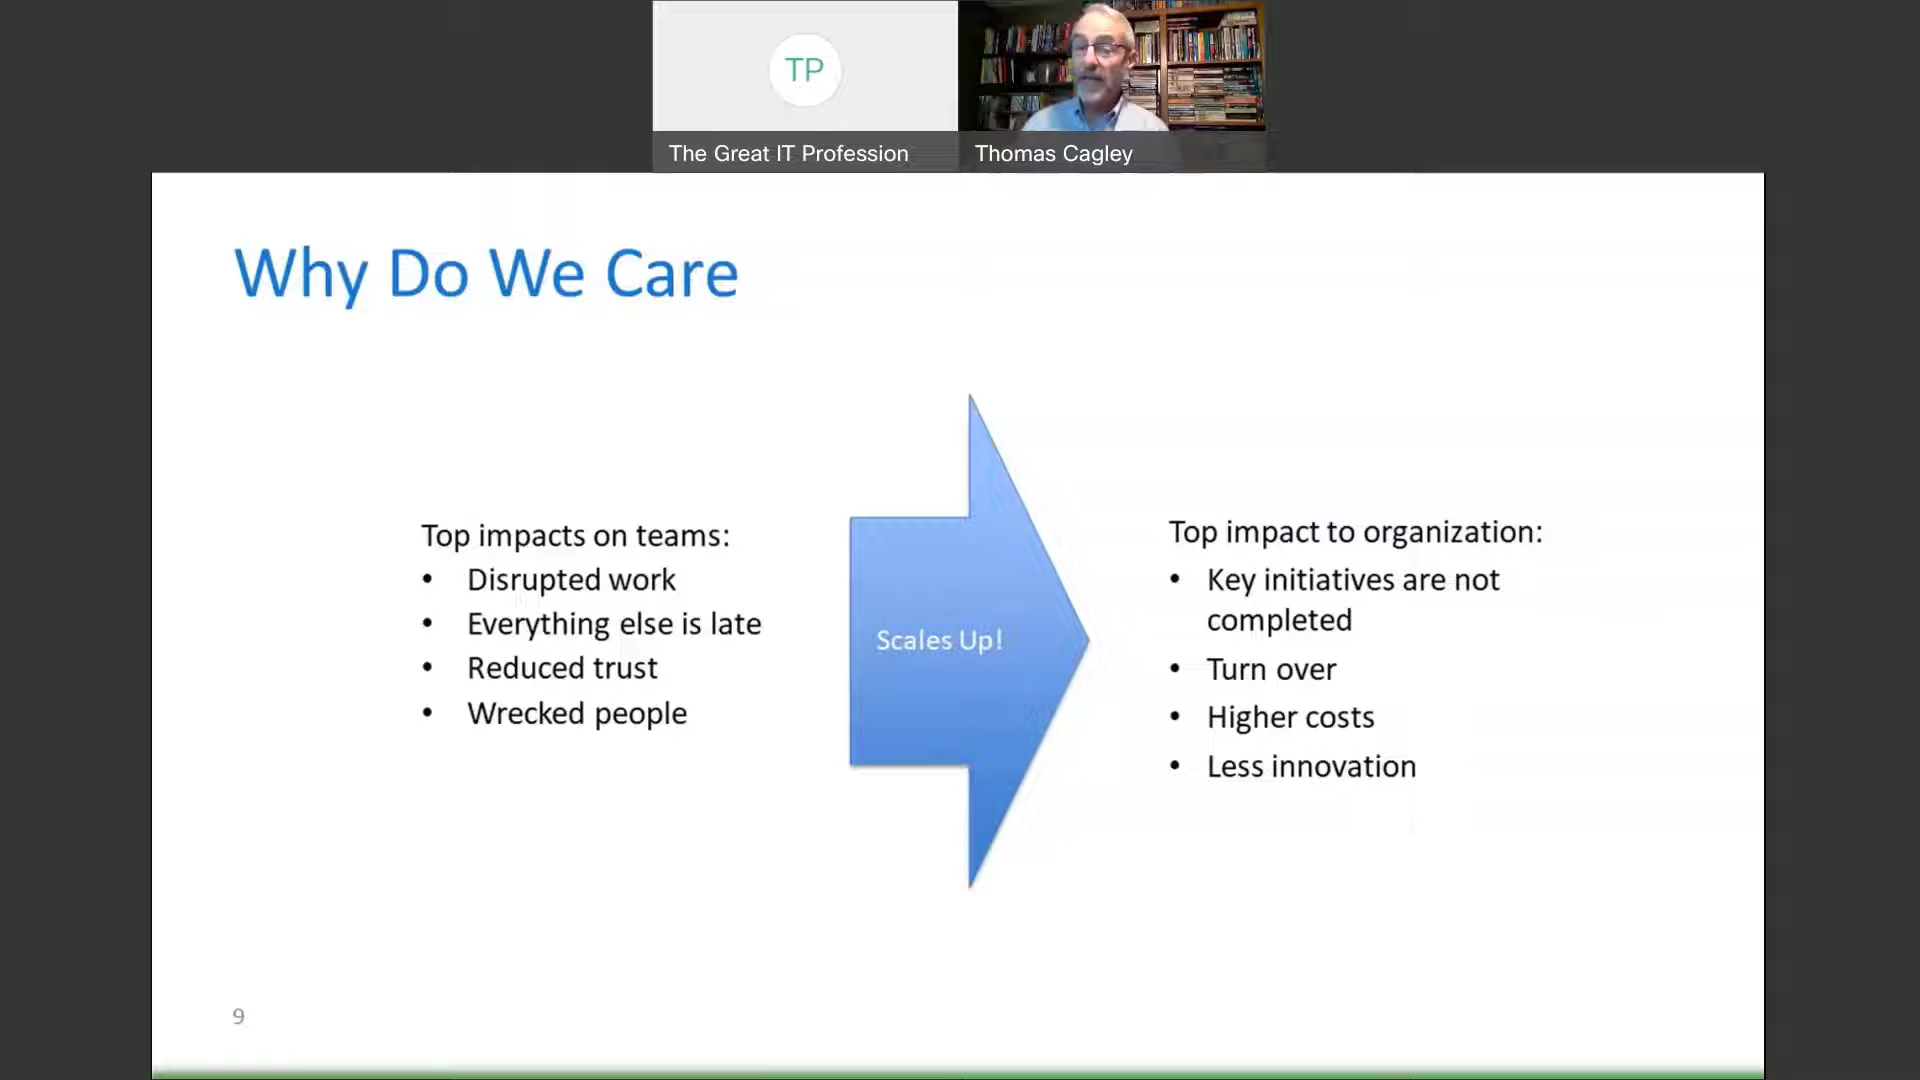 TP
The Great IT Profession
Thomas Cagley
Why Do We Care
Top impacts on teams:
• Disrupted work
• Everything else is late
• Reduced trust
• Wrecked people
Scales Up!
Top impact to organization:
• Key initiatives are not
completed
• Turn over
• Higher costs
• Less innovation
9